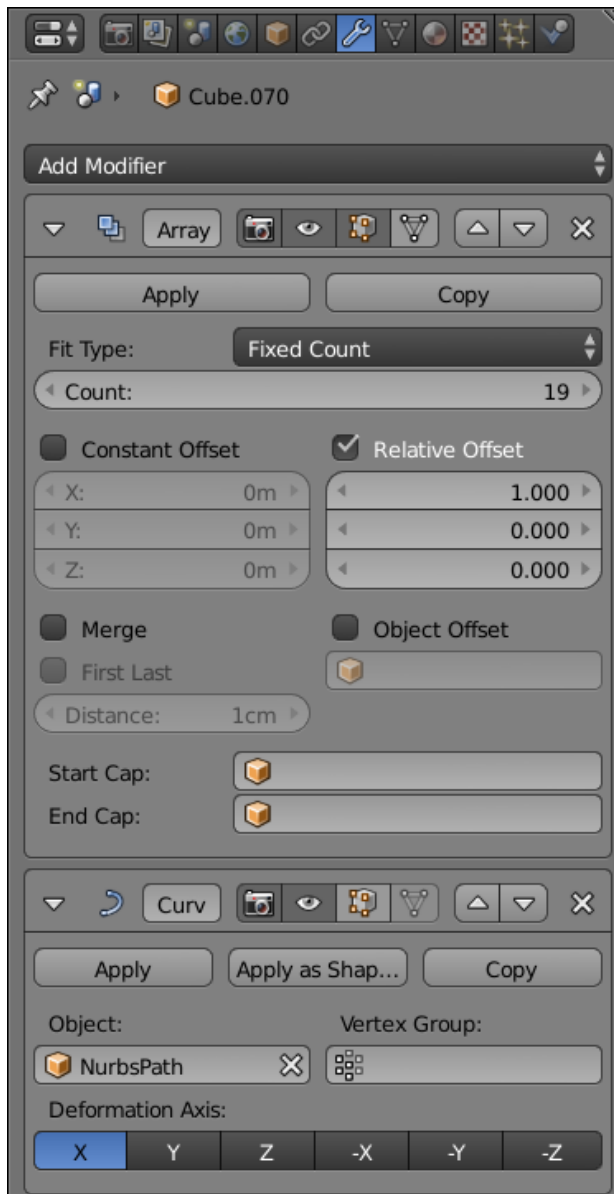 Cube.070
Add Modifier
Array
Apply Copy
Fit Type: Fixed Count
Count: 19
Constant Offset Relative Offset
X: 0m 1.000
Y: 0m 0.000
Z: 0m 0.000
Merge Object Offset
First Last
Distance: 1cm
Start Cap:
End Cap:
Curv
Apply Apply as Shap... Copy
Object: Vertex Group:
NurbsPath
Deformation Axis:
X Y Z -X -Y -Z